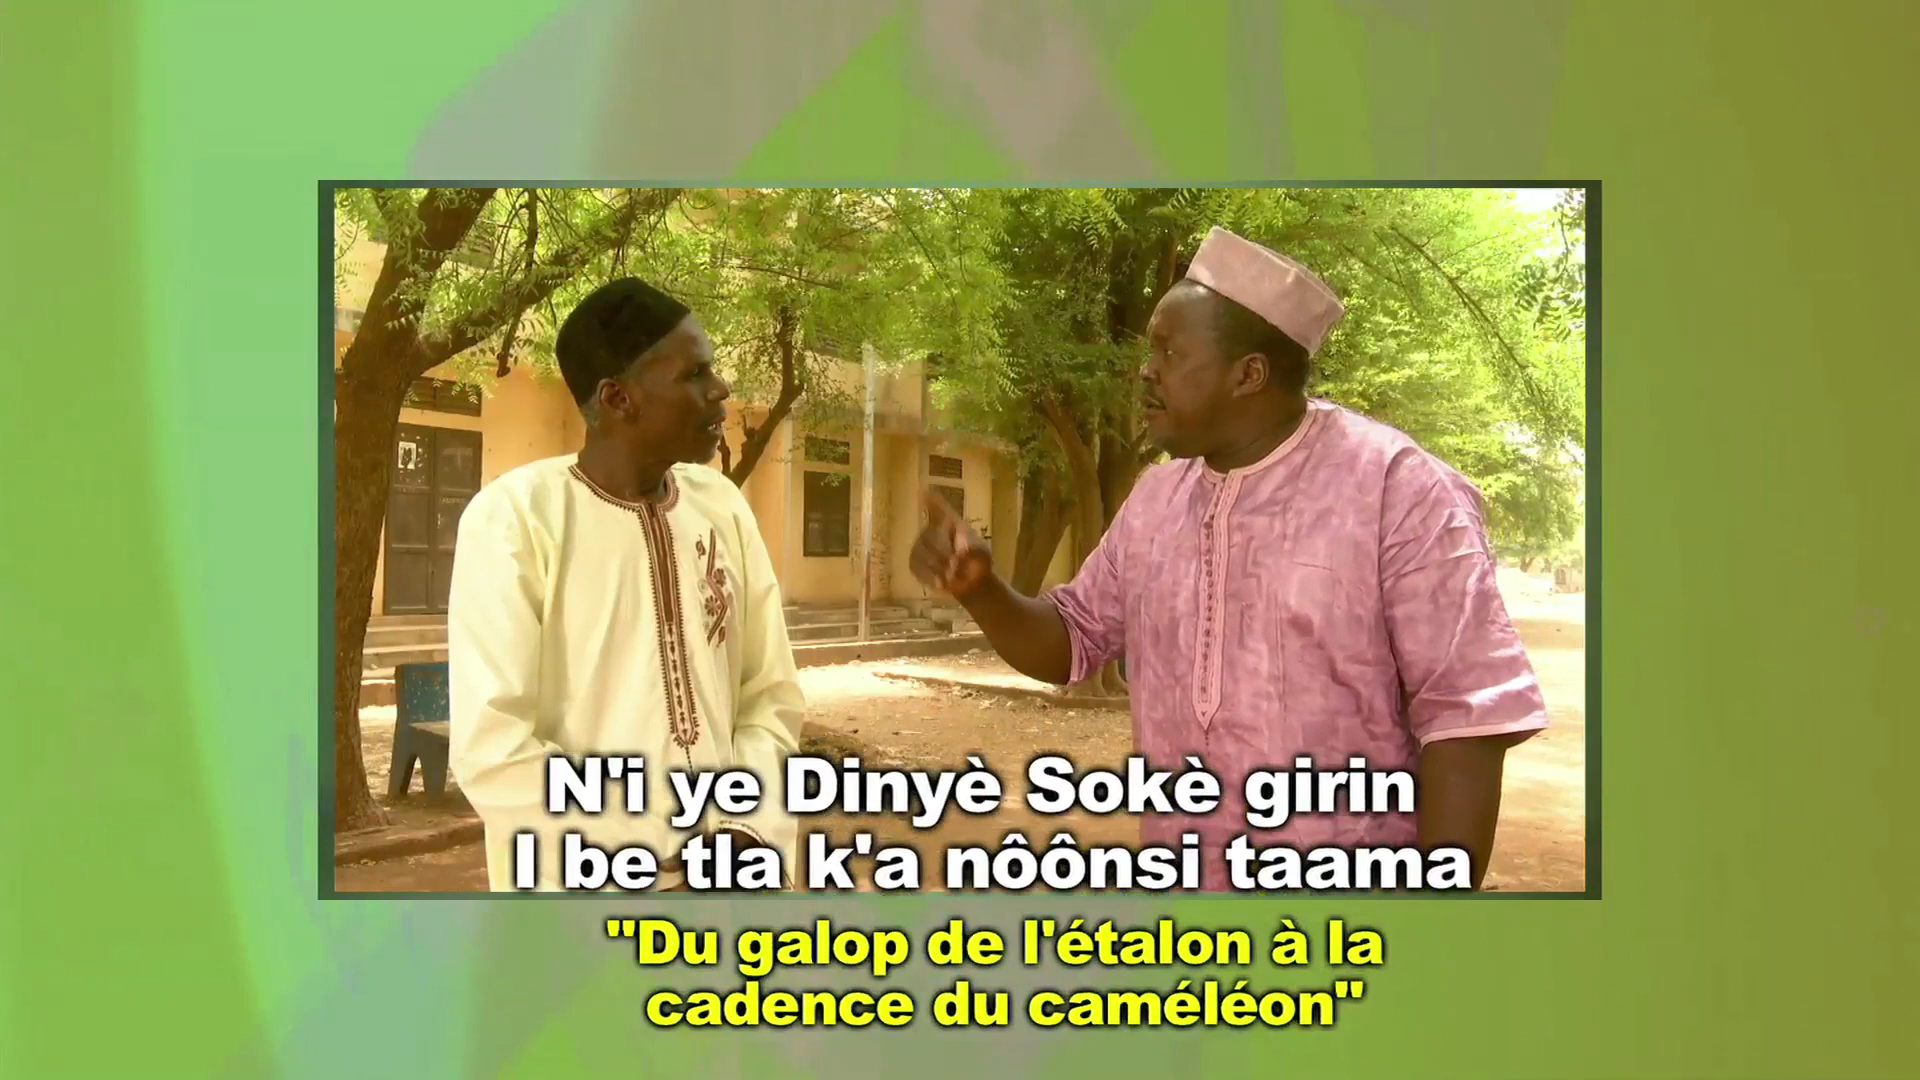 N'i ye Dinyè Sokè girin
I be tla k'a nôônsi taama
"Du galop de l'étalon à la
cadence du caméléon"